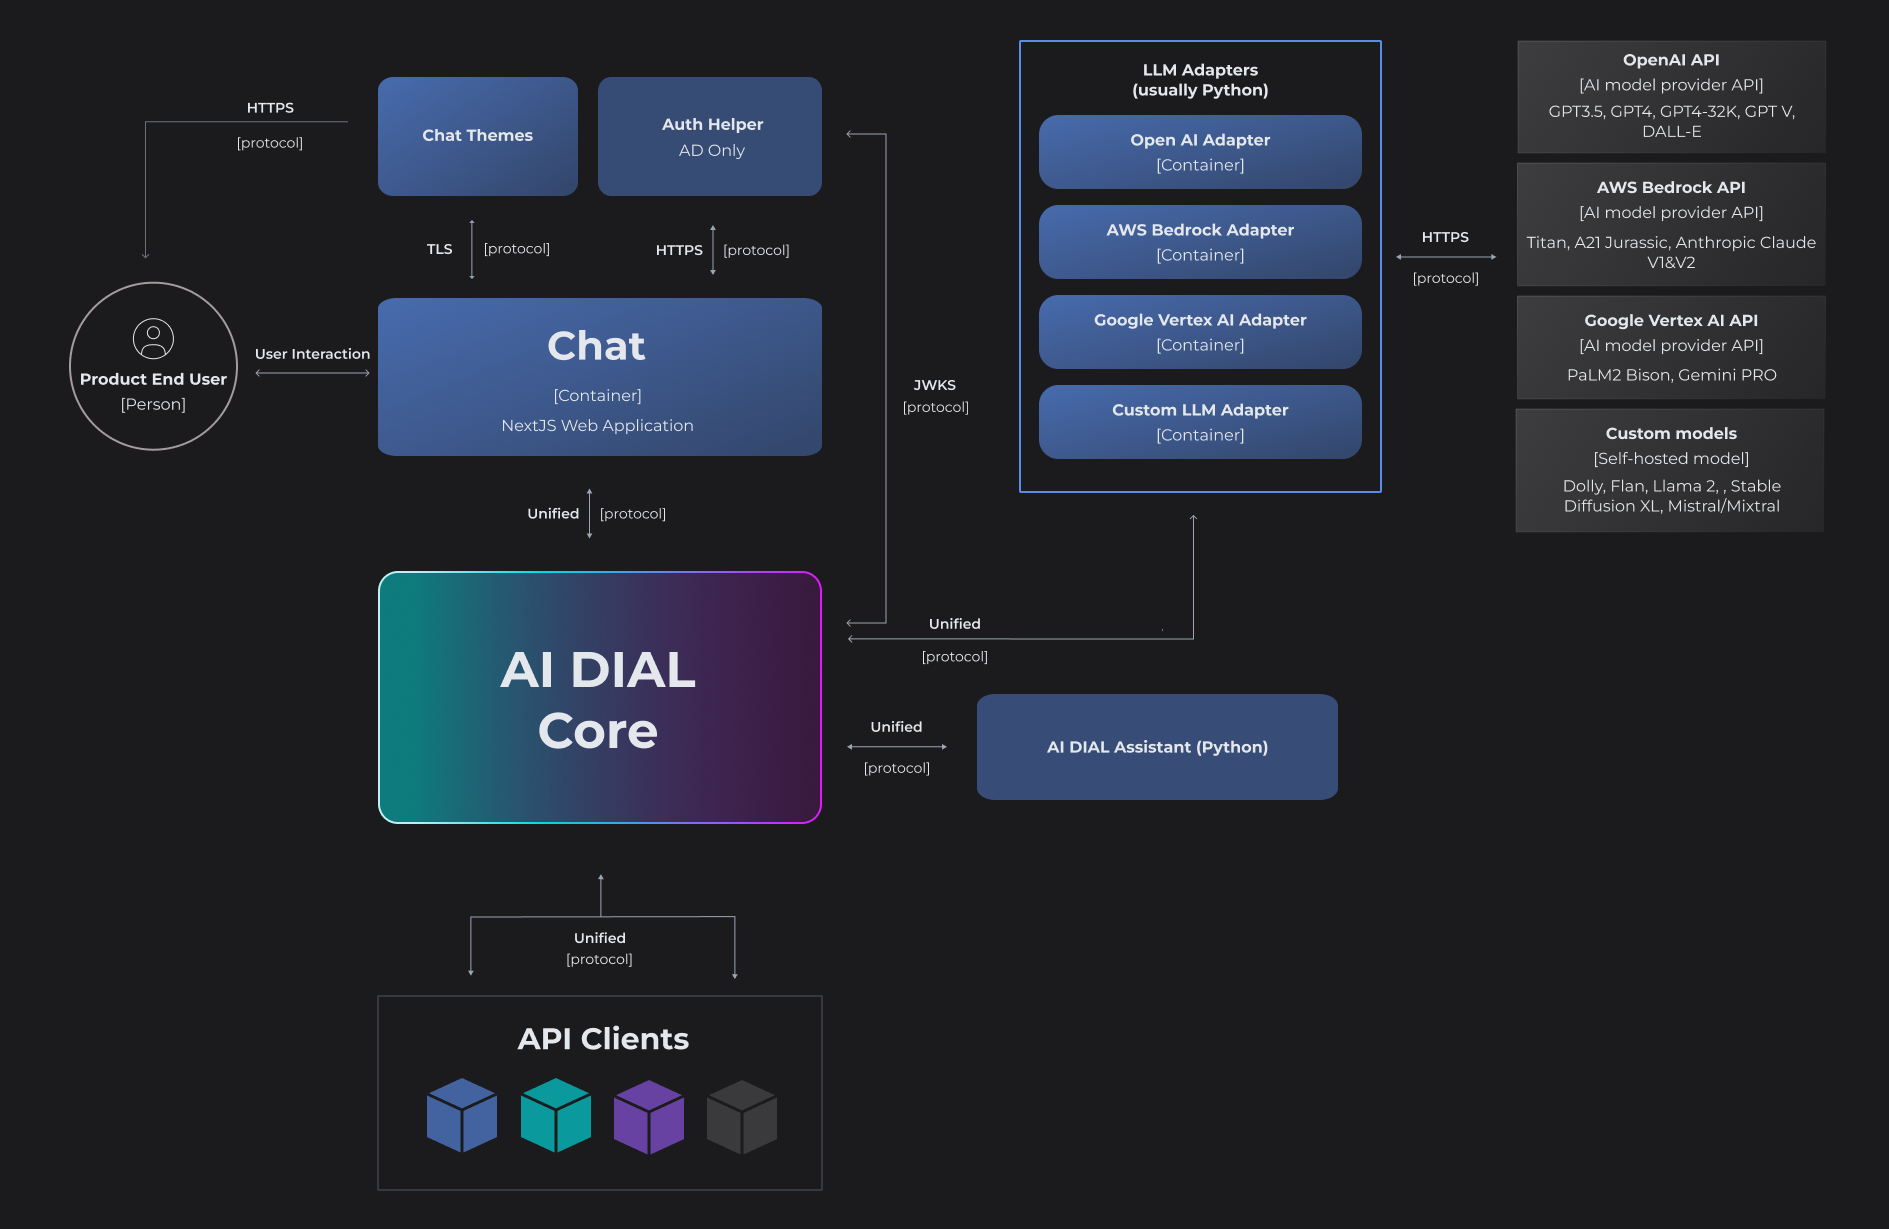 HTTPS
[protocol]
Chat Themes
Auth Helper
AD Only
TLS
[protocol]
HTTPS
[protocol]
Product End User
[Person]
User Interaction
Chat
[Container]
NextJS Web Application
Unified
[protocol]
JWKS
[protocol]
AI DIAL
Core
Unified
[protocol]
Unified
[protocol]
AI DIAL Assistant (Python)
Unified
[protocol]
API Clients
LLM Adapters
(usually Python)
Open AI Adapter
[Container]
AWS Bedrock Adapter
[Container]
Google Vertex AI Adapter
[Container]
Custom LLM Adapter
[Container]
HTTPS
[protocol]
OpenAI API
[AI model provider API]
GPT3.5, GPT4, GPT4-32K, GPT V,
DALL-E
AWS Bedrock API
[AI model provider API]
Titan, A21 Jurassic, Anthropic Claude
V1&V2
Google Vertex AI API
[AI model provider API]
PaLM2 Bison, Gemini PRO
Custom models
[Self-hosted model]
Dolly, Flan, Llama 2, , Stable
Diffusion XL, Mistral/Mixtral